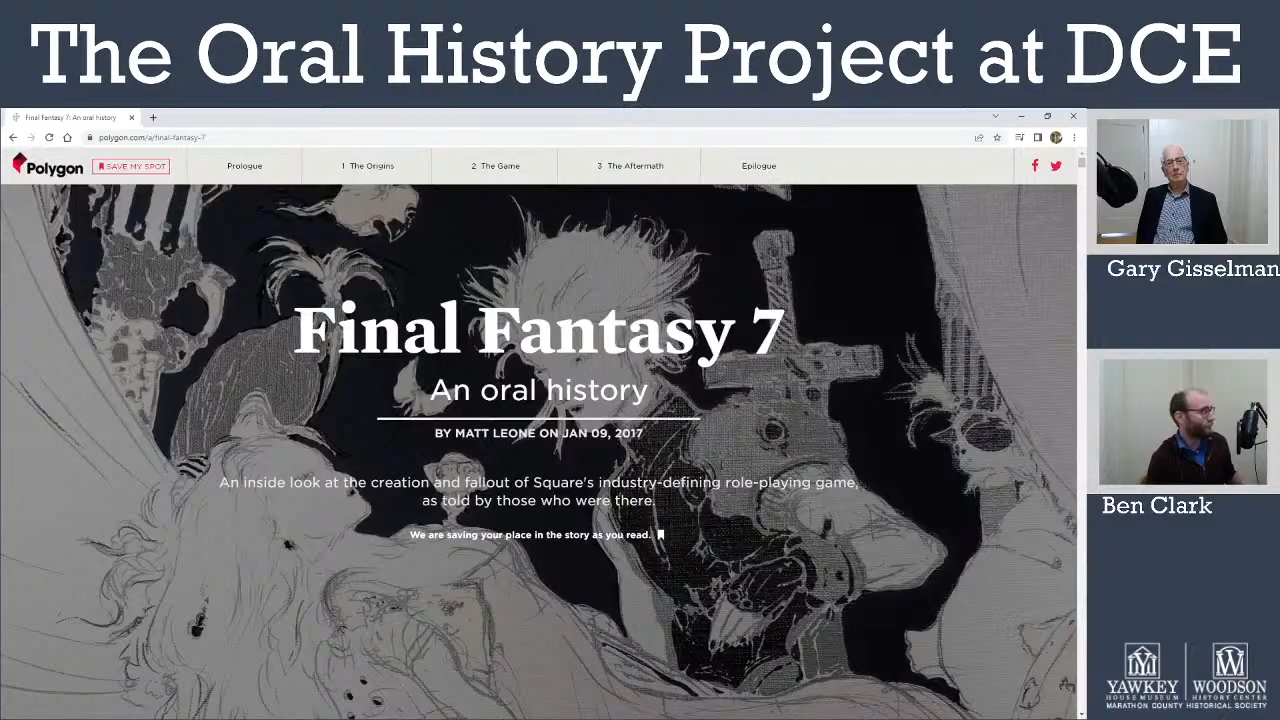 The Oral History Project at DCE
Final Fantasy 7: An oral history
polygon.com/a/final-fantasy-7
Polygon
SAVE MY SPOT
Prologue
1 The Origins
2 The Game
3 The Aftermath
Epilogue
Final Fantasy 7
An oral history
BY MATT LEONE ON JAN 09, 2017
An inside look at the creation and fallout of Square's industry-defining role-playing game,
as told by those who were there.
We are saving your place in the story as you read.
Gary Gisselman
Ben Clark
YAWKEY
HOUSE MUSEUM
WOODSON
HISTORY CENTER
MARATHON COUNTY HISTORICAL SOCIETY